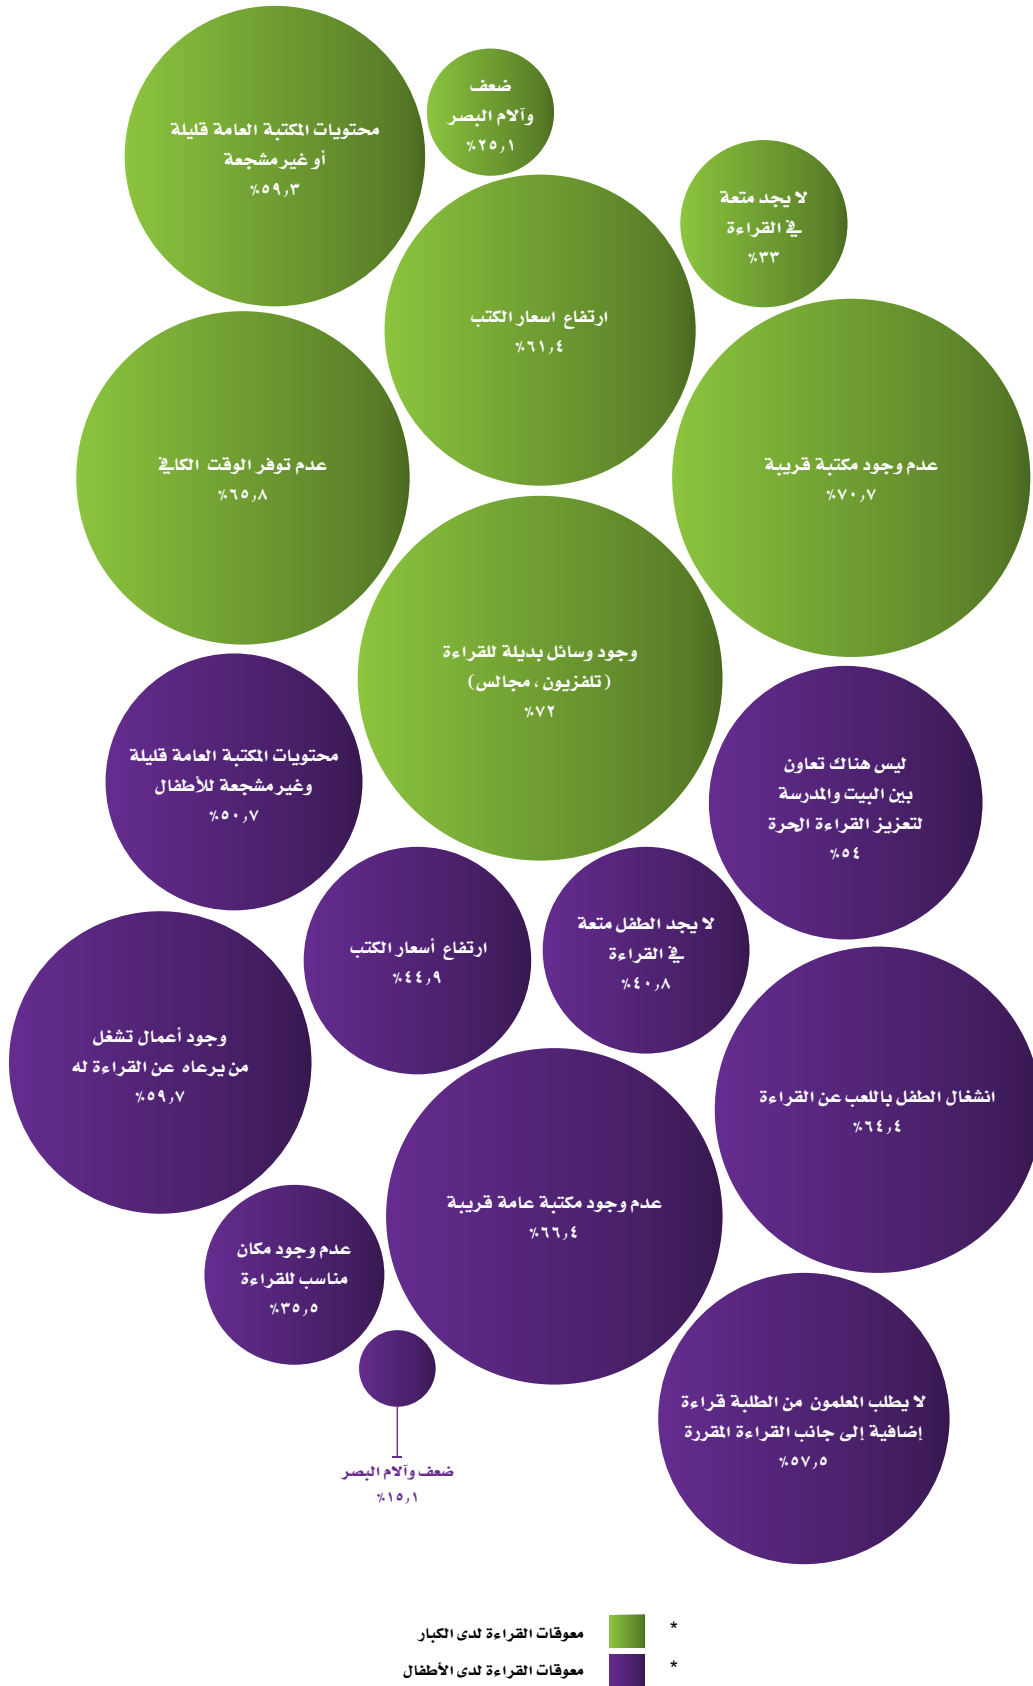 ضعف
وآلام البصر
٢٥,١٪
محتويات المكتبة العامة قليلة
أو غير مشجعة
٥٩,٣٪
لا يجد متعة
في القراءة
٣٣٪
ارتفاع اسعار الكتب
٦١,٤٪
عدم وجود مكتبة قريبة
٧٠,٧٪
عدم توفر الوقت الكافي
٦٥,٨٪
وجود وسائل بديلة للقراءة
(تلفزيون، مجالس)
٧٢٪
ليس هناك تعاون
بين البيت والمدرسة
لتعزيز القراءة الحرة
٥٤٪
محتويات المكتبة العامة قليلة
وغير مشجعة للأطفال
٥٠,٧٪
لا يجد الطفل متعة
في القراءة
٤٠,٨٪
ارتفاع أسعار الكتب
٤٤,٩٪
وجود أعمال تشغل
من يرعاه عن القراءة له
٥٩,٧٪
انشغال الطفل باللعب عن القراءة
٦٤,٤٪
عدم وجود مكتبة عامة قريبة
٦٦,٤٪
عدم وجود مكان
مناسب للقراءة
٣٥,٥٪
لا يطلب المعلمون من الطلبة قراءة
إضافية إلى جانب القراءة المقررة
٥٧,٥٪
ضعف وآلام البصر
١٥,١٪
* معوقات القراءة لدى الكبار
* معوقات القراءة لدى الأطفال